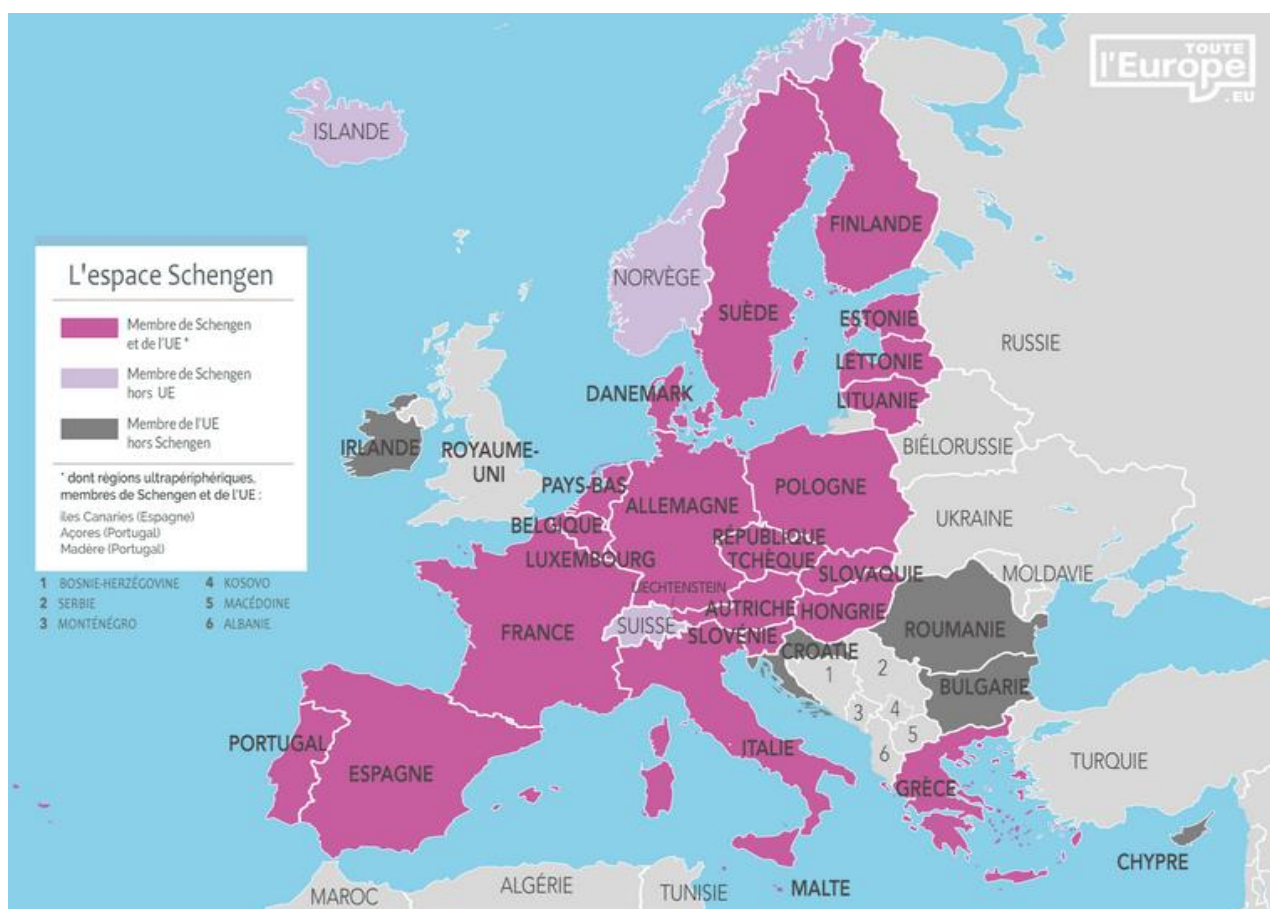 TOUTE
l'Europe
.EU
ISLANDE
FINLANDE
NORVÈGE
SUÈDE
L'espace Schengen
Membre de Schengen
et de l'UE *
Membre de Schengen
hors UE
Membre de l'UE
hors Schengen
* dont régions ultrapériphériques,
membres de Schengen et de l'UE :
îles Canaries (Espagne)
Açores (Portugal)
Madère (Portugal)
1 BOSNIE-HERZÉGOVINE
2 SERBIE
3 MONTÉNÉGRO
4 KOSOVO
5 MACÉDOINE
6 ALBANIE
ESTONIE
RUSSIE
LETTONIE
DANEMARK
LITUANIE
IRLANDE
ROYAUME-
UNI
BIÉLORUSSIE
PAYS-BAS
ALLEMAGNE
POLOGNE
BELGIQUE
UKRAINE
RÉPUBLIQUE
TCHÈQUE
LUXEMBOURG
SLOVAQUIE
MOLDAVIE
LIECHTENSTEIN
AUTRICHE
HONGRIE
FRANCE
SUISSE
SLOVÉNIE
ROUMANIE
CROATIE
1
2
BULGARIE
3
4
5
6
PORTUGAL
ESPAGNE
ITALIE
TURQUIE
GRÈCE
CHYPRE
MAROC
ALGÉRIE
TUNISIE
MALTE